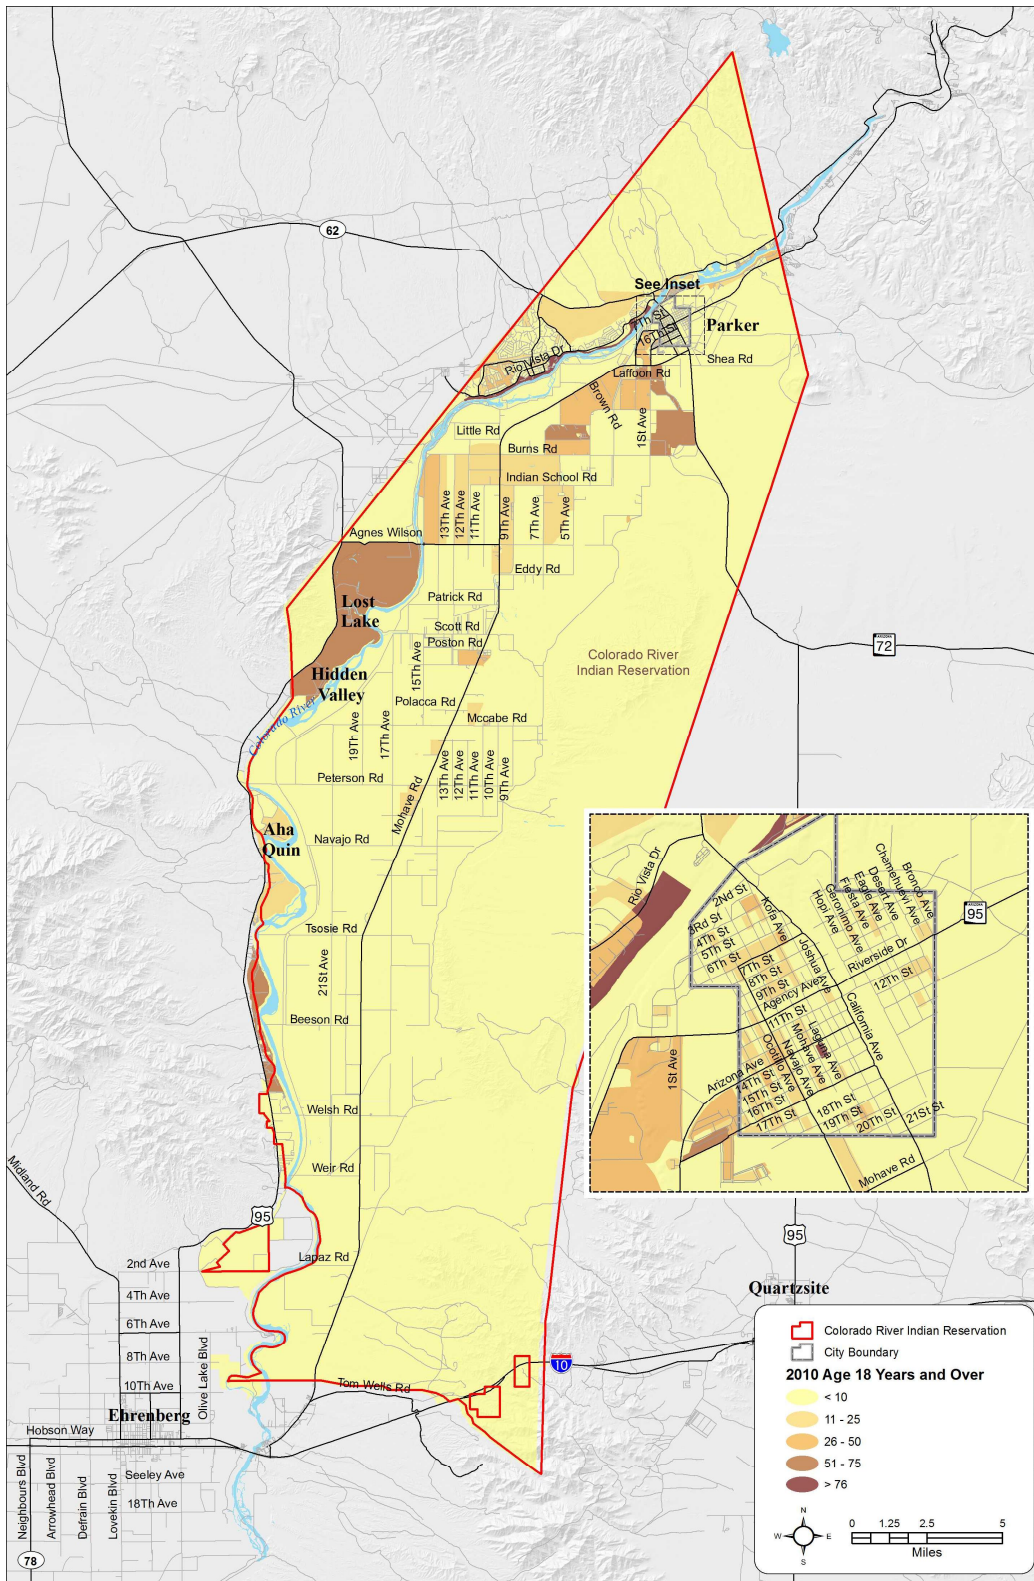 62
See Inset
7Th St
16Th St
Parker
Rio Vista Dr
Shea Rd
Laffoon Rd
Brown Rd
1St Ave
Little Rd
Burns Rd
Indian School Rd
13Th Ave
12Th Ave
11Th Ave
9Th Ave
7Th Ave
5Th Ave
Agnes Wilson
Eddy Rd
Patrick Rd
Lost
Lake
Scott Rd
Poston Rd
15Th Ave
Colorado River
Indian Reservation
ARIZONA
72
Hidden
Valley
Polacca Rd
Colorado River
Mccabe Rd
19Th Ave
17Th Ave
Peterson Rd
Mohave Rd
13Th Ave
12Th Ave
11Th Ave
10Th Ave
9Th Ave
Aha
Quin
Navajo Rd
Tsosie Rd
21St Ave
Beeson Rd
Welsh Rd
Weir Rd
Midland Rd
95
Lapaz Rd
2nd Ave
4Th Ave
6Th Ave
8Th Ave
10Th Ave
Olive Lake Blvd
Tom Wells Rd
10
95
Quartzsite
Ehrenberg
Hobson Way
Seeley Ave
18Th Ave
Neighbours Blvd
Arrowhead Blvd
Defrain Blvd
Lovekin Blvd
78
Rio Vista Dr
2Nd St
3Rd St
4Th St
5Th St
6Th St
Kofa Ave
7Th St
8Th St
9Th St
Agency Ave
11Th St
Joshua Ave
Hopi Ave
Geronimo Ave
Fiesta Ave
Eagle Ave
Desert Ave
Chamehuevi Ave
Bronco Ave
ARIZONA
95
Riverside Dr
12Th St
California Ave
Laguna Ave
Mohave Ave
Navajo Ave
Ocotillo Ave
1St Ave
Arizona Ave
14Th St
15Th St
16Th St
17Th St
18Th St
19Th St
20Th St
21St St
Mohave Rd
Colorado River Indian Reservation
City Boundary
2010 Age 18 Years and Over
< 10
11 - 25
26 - 50
51 - 75
> 76
N
W
E
S
0 1.25 2.5 5
Miles